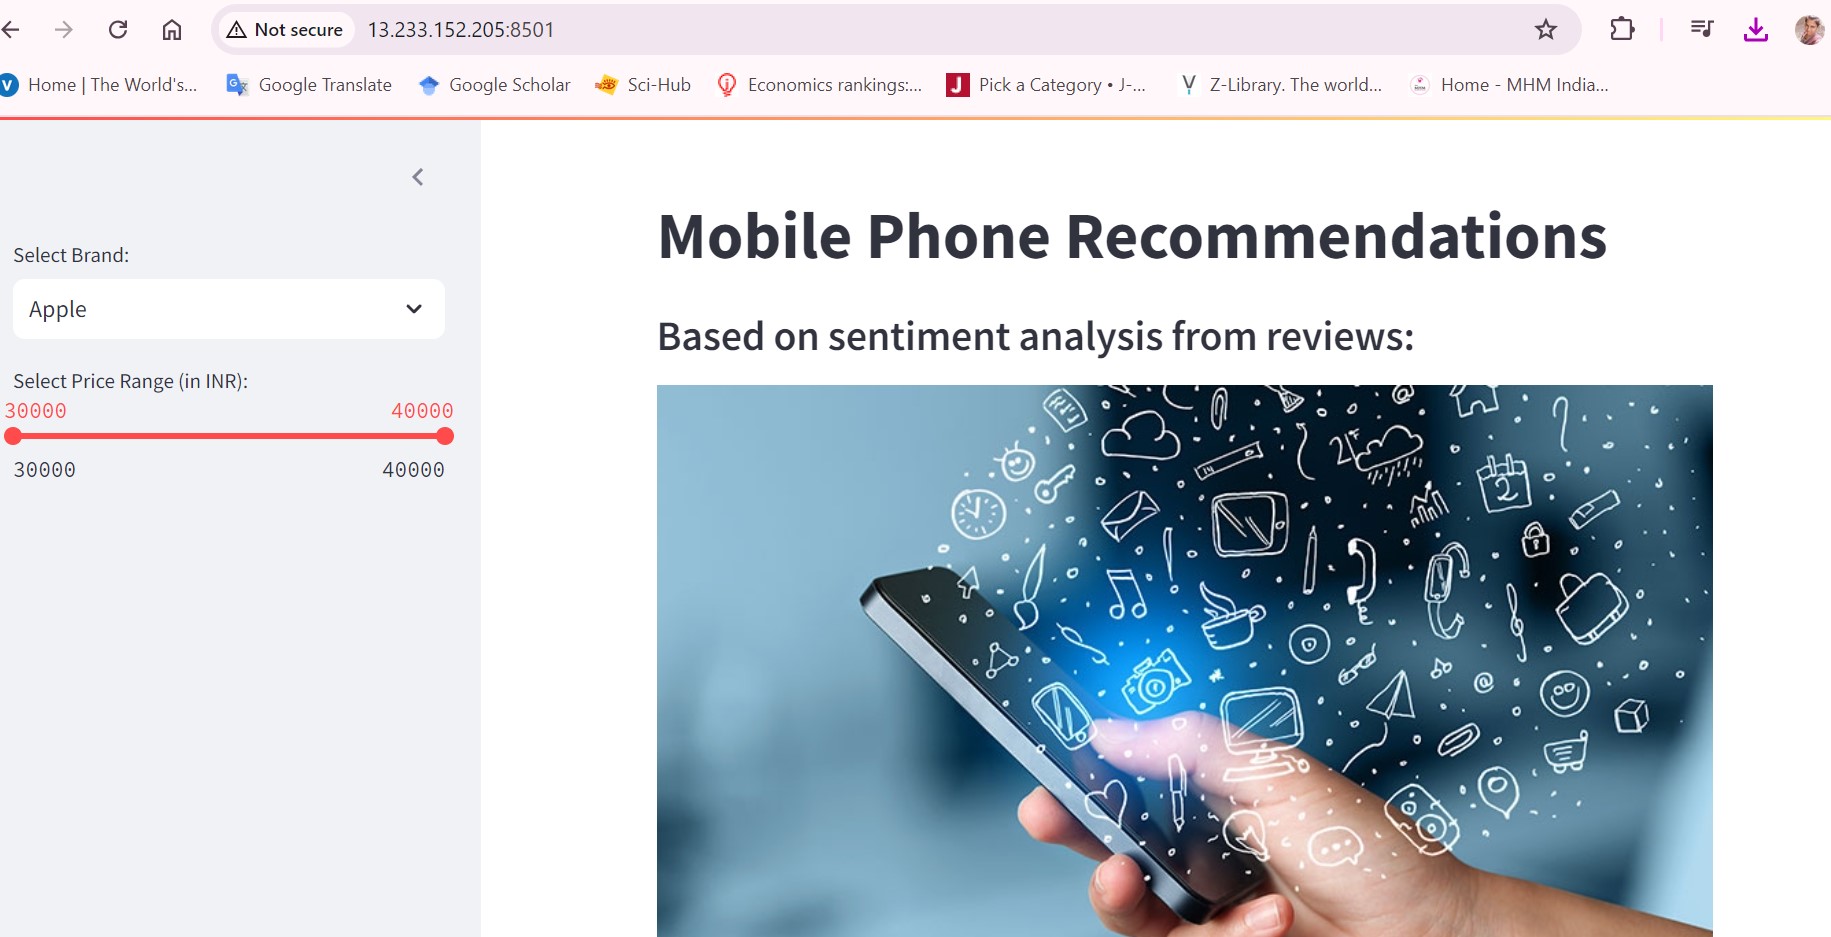 Not secure 13.233.152.205:8501
Home | The World's... Google Translate Google Scholar Sci-Hub Economics rankings:... Pick a Category • J-... Z-Library. The world... Home - MHM India...
Select Brand:
Apple
Select Price Range (in INR):
30000 40000
30000 40000
Mobile Phone Recommendations
Based on sentiment analysis from reviews: